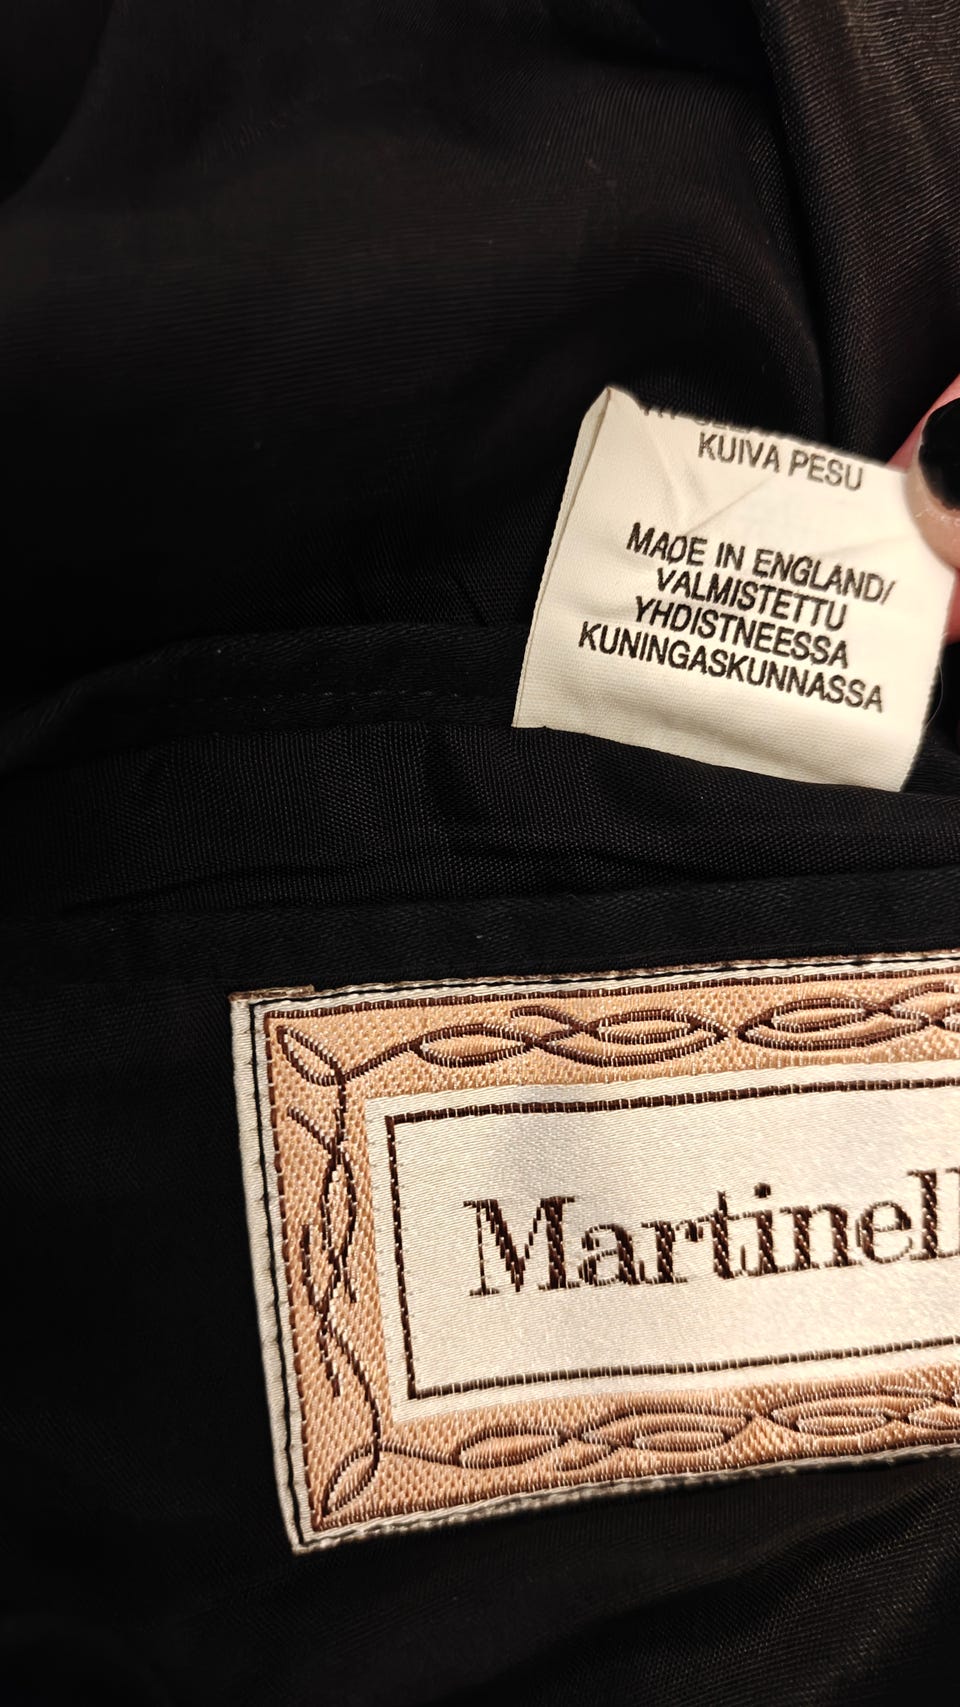 KUIVA PESU
MADE IN ENGLAND/
VALMISTETTU
YHDISTNEESSA
KUNINGASKUNNASSA
Martinell